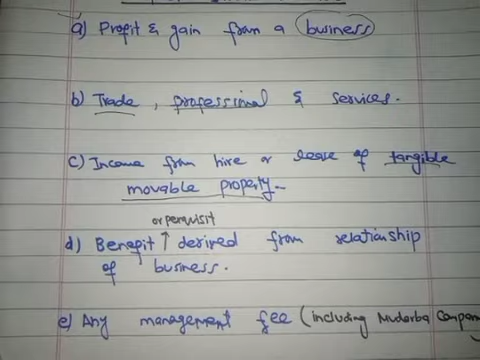 a) Profit & gain from a business
b) Trade, professional & services.
c) Income from hire or lease of tangible
movable property.
or perquisit
d) Benefit ↑ derived from relationship
of business.
e) Any management fee (including Mudarba Compan